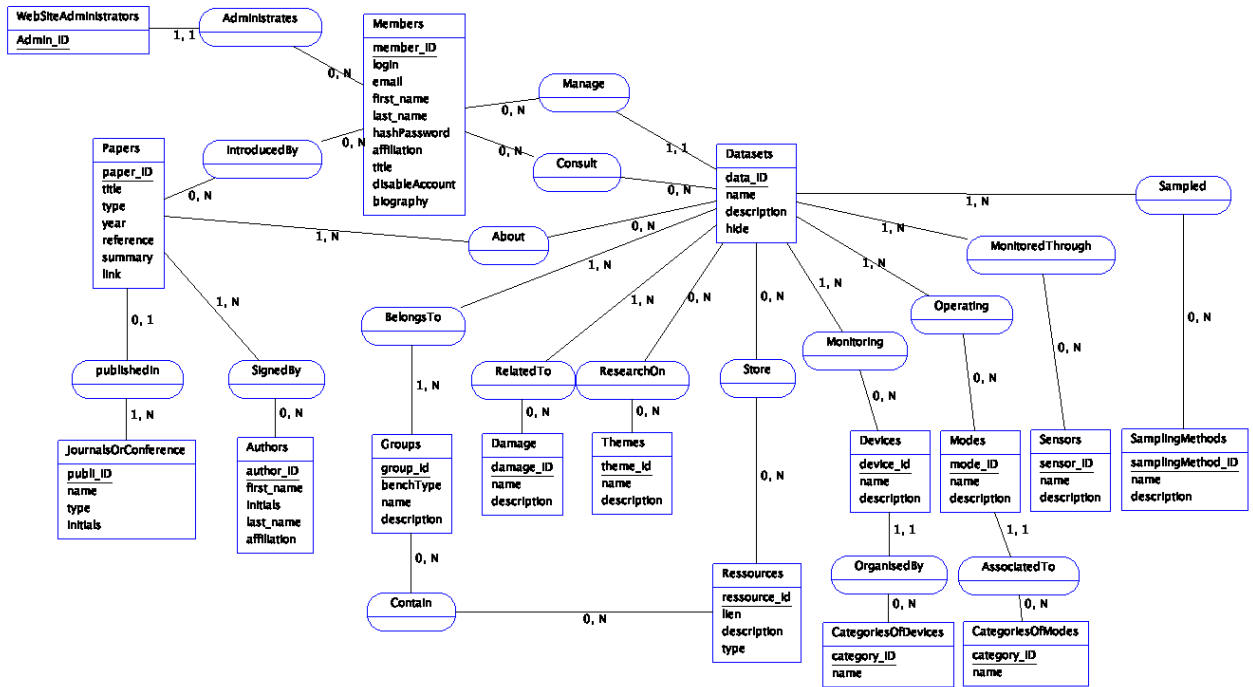 WebSiteAdministrators
Admin_ID
Administrates
1, 1
0, N
Members
member_ID
login
email
first_name
last_name
hashPassword
affiliation
title
disableAccount
biography
Manage
0, N
1, 1
Consult
0, N
0, N
IntroducedBy
0, N
0, N
Papers
paper_ID
title
type
year
reference
summary
link
About
1, N
0, N
Datasets
data_ID
name
description
hide
Sampled
1, N
0, N
MonitoredThrough
1, N
0, N
Operating
1, N
0, N
Monitoring
1, N
0, N
Store
0, N
0, N
ResearchOn
0, N
0, N
RelatedTo
1, N
0, N
BelongsTo
1, N
1, N
publishedIn
0, 1
1, N
SignedBy
1, N
0, N
JournalsOrConference
publi_ID
name
type
initials
Authors
author_ID
first_name
initials
last_name
affiliation
Groups
group_id
benchType
name
description
Damage
damage_ID
name
description
Themes
theme_id
name
description
Devices
device_id
name
description
Modes
mode_ID
name
description
Sensors
sensor_ID
name
description
SamplingMethods
samplingMethod_ID
name
description
Contain
0, N
0, N
Ressources
ressource_id
lien
description
type
OrganisedBy
1, 1
0, N
AssociatedTo
1, 1
0, N
CategoriesOfDevices
category_ID
name
CategoriesOfModes
category_ID
name